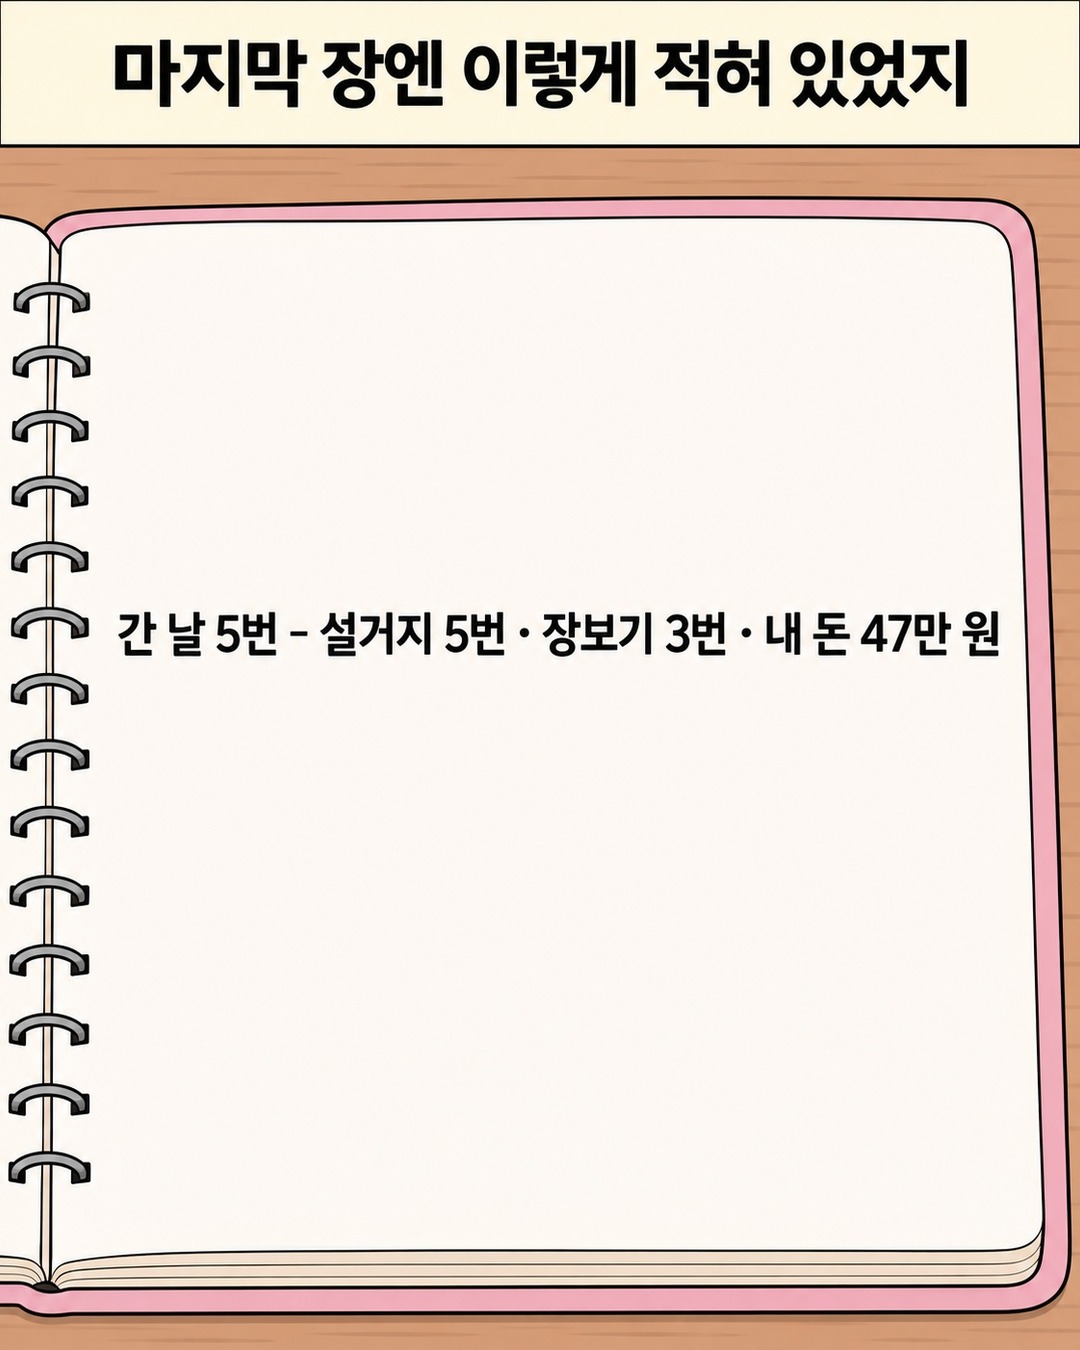 마지막 장엔 이렇게 적혀 있었지
간 날 5번 – 설거지 5번 · 장보기 3번 · 내 돈 47만 원